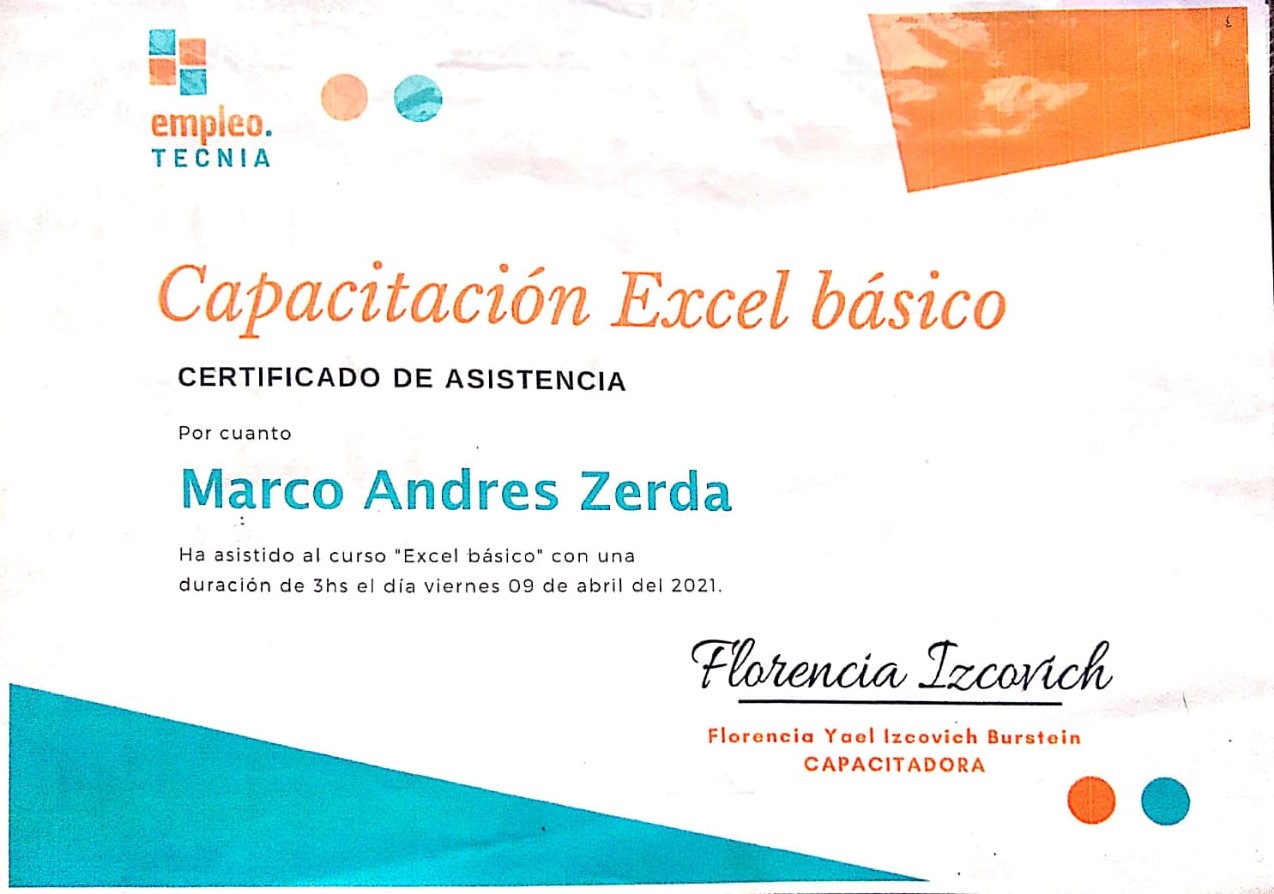 empleo.
TECNIA
Capacitación Excel básico
CERTIFICADO DE ASISTENCIA
Por cuanto
Marco Andres Zerda
Ha asistido al curso "Excel básico" con una
duración de 3hs el día viernes 09 de abril del 2021.
Florencia Izcovich
Florencia Yael Izcovich Burstein
CAPACITADORA